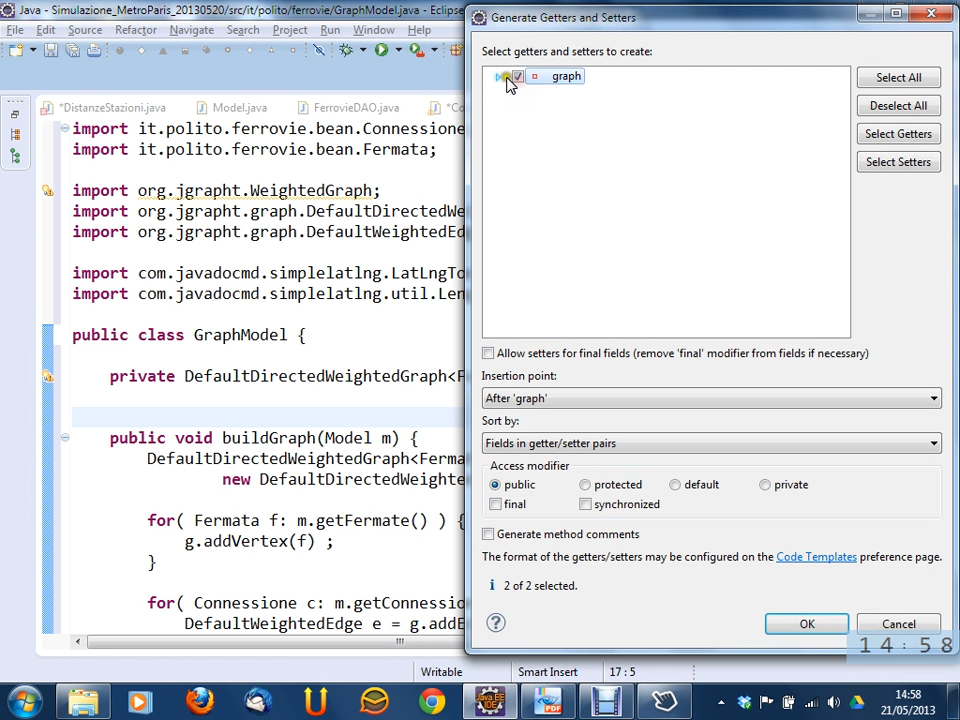 Java - Simulazione_MetroParis_20130520/src/it/polito/ferrovie/GraphModel.java - Eclipse
File Edit Source Refactor Navigate Search Project Run Window Help
*DistanzeStazioni.java Model.java FerrovieDAO.java *Co
import it.polito.ferrovie.bean.Connessione
import it.polito.ferrovie.bean.Fermata;
import org.jgrapht.WeightedGraph;
import org.jgrapht.graph.DefaultDirectedWe
import org.jgrapht.graph.DefaultWeightedEd
import com.javadocmd.simplelatlng.LatLngTo
import com.javadocmd.simplelatlng.util.Len
public class GraphModel {
private DefaultDirectedWeightedGraph<F
public void buildGraph(Model m) {
DefaultDirectedWeightedGraph<Ferma
new DefaultDirectedWeighte
for( Fermata f: m.getFermate() ) {
g.addVertex(f) ;
}
for( Connessione c: m.getConnessio
DefaultWeightedEdge e = g.addE
Writable Smart Insert 17 : 5
Generate Getters and Setters
Select getters and setters to create:
graph
Select All
Deselect All
Select Getters
Select Setters
Allow setters for final fields (remove 'final' modifier from fields if necessary)
Insertion point:
After 'graph'
Sort by:
Fields in getter/setter pairs
Access modifier
public protected default private
final synchronized
Generate method comments
The format of the getters/setters may be configured on the Code Templates preference page.
i 2 of 2 selected.
? OK Cancel
14:58
Java EE IDE
PDF
14:58
21/05/2013